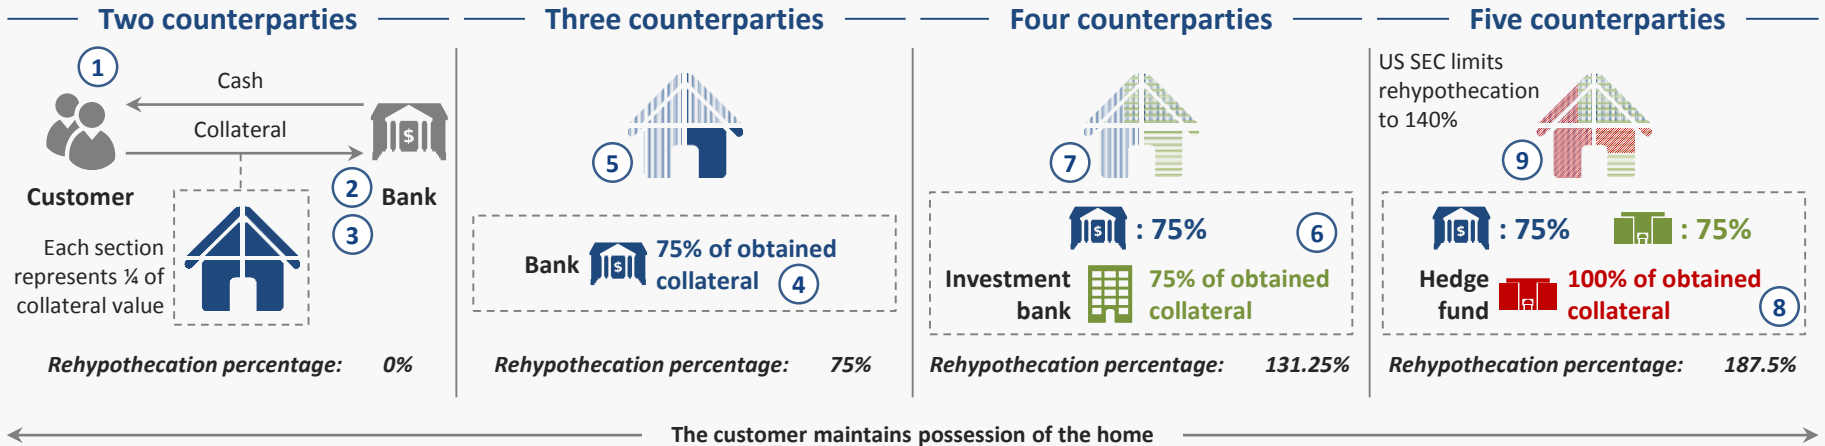 Two counterparties
1
Cash
Collateral
$
Customer
Bank
2
3
Each section
represents ¼ of
collateral value
Rehypothecation percentage: 0%
Three counterparties
5
Bank
$
75% of obtained
collateral
4
Rehypothecation percentage: 75%
Four counterparties
7
$
: 75%
6
Investment
bank
75% of obtained
collateral
Rehypothecation percentage: 131.25%
Five counterparties
US SEC limits
rehypothecation
to 140%
9
$
: 75%
: 75%
Hedge
fund
100% of obtained
collateral
8
Rehypothecation percentage: 187.5%
The customer maintains possession of the home